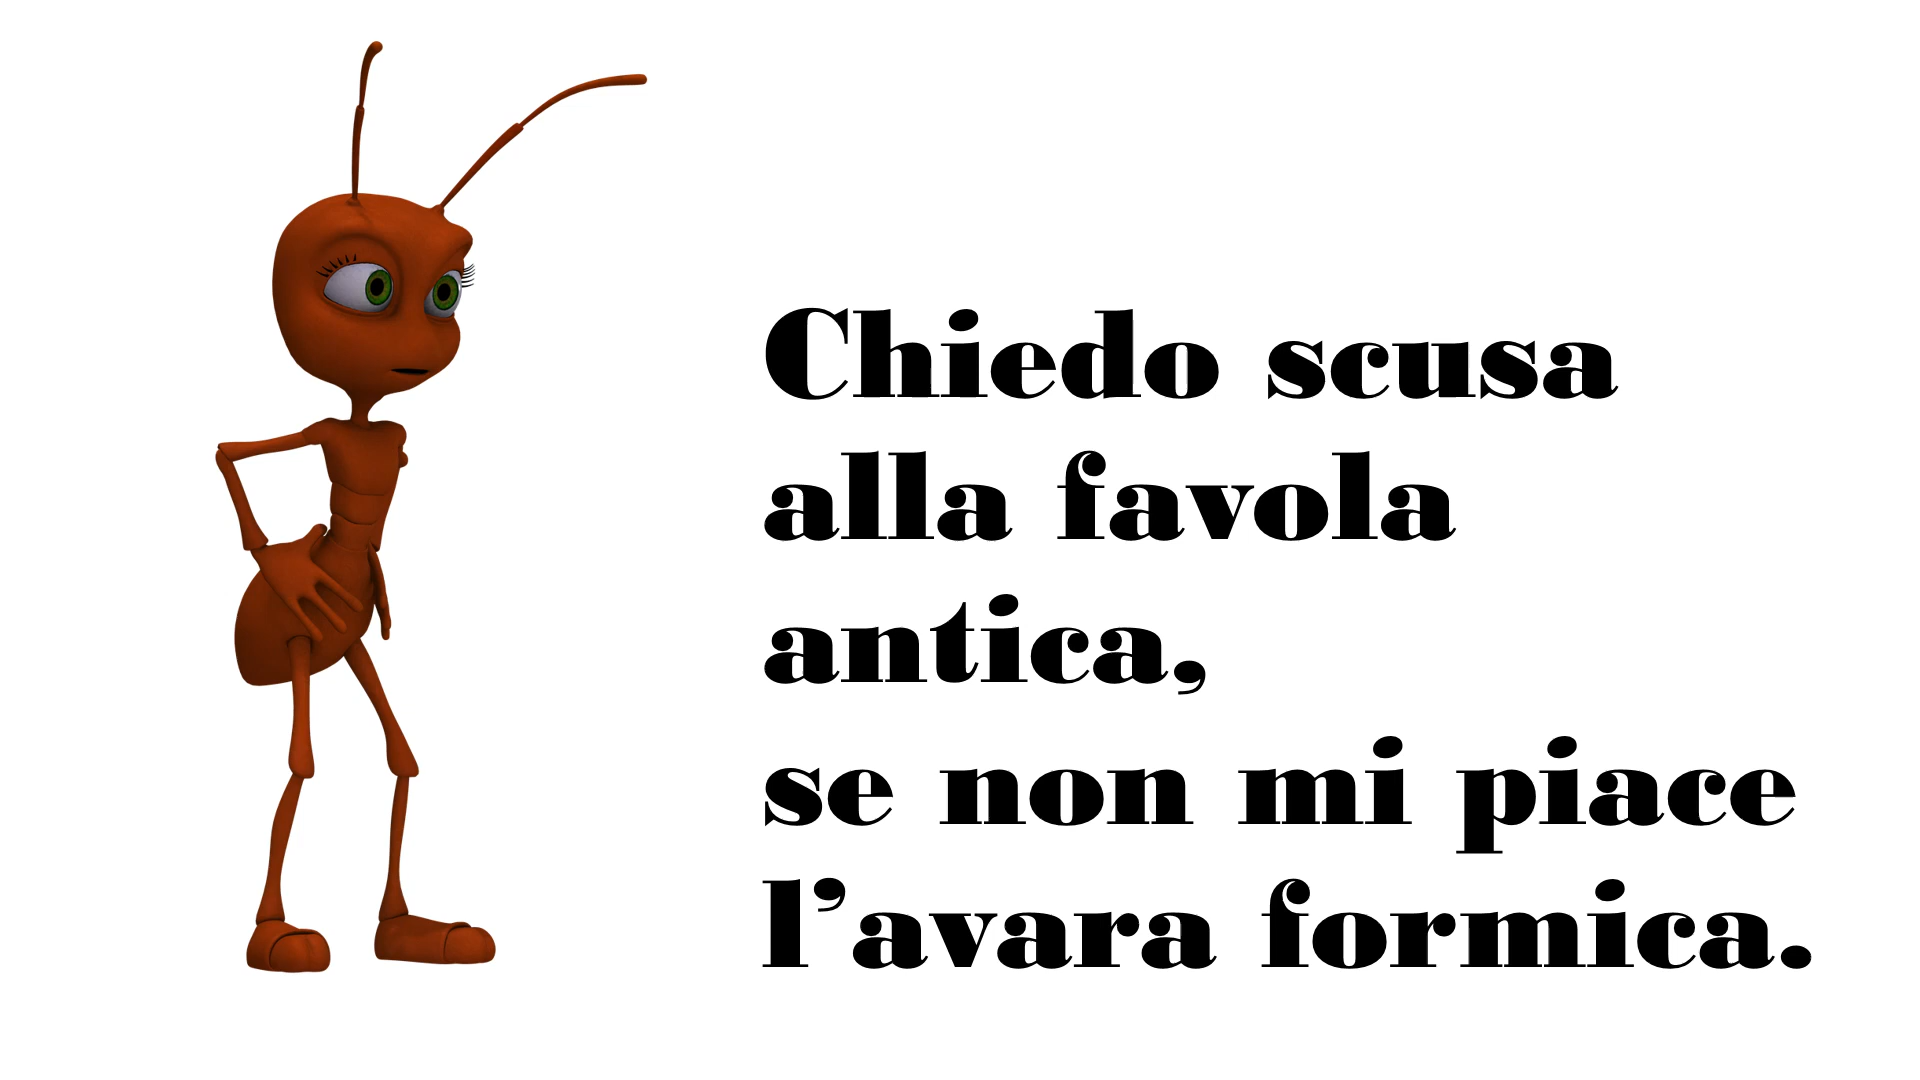 Chiedo scusa
alla favola
antica,
se non mi piace
l’avara formica.